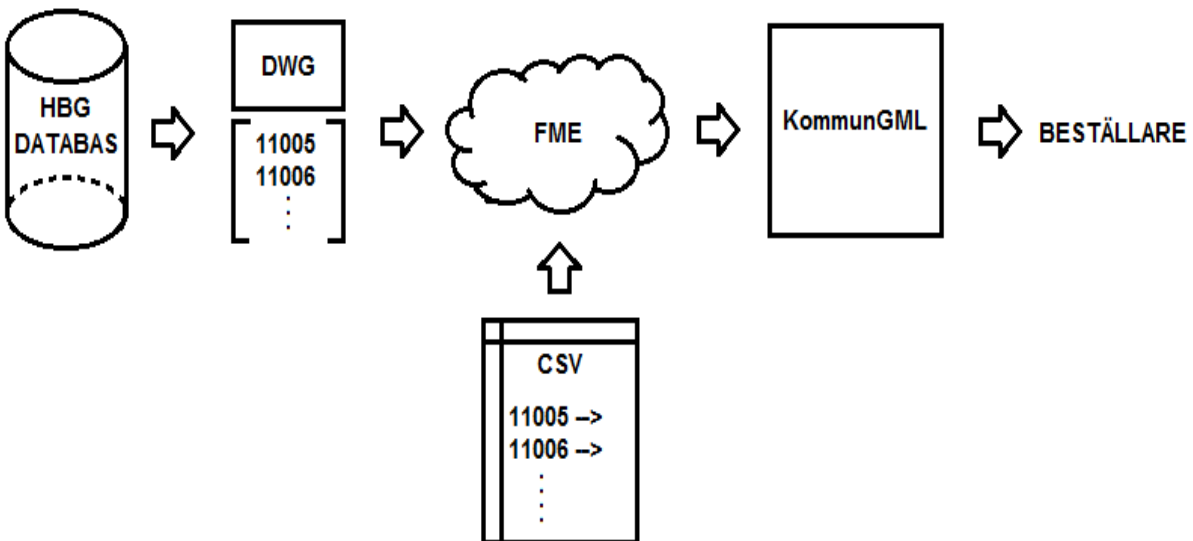 HBG
DATABAS
DWG
11005
11006
FME
KommunGML
BESTÄLLARE
CSV
11005 -->
11006 -->